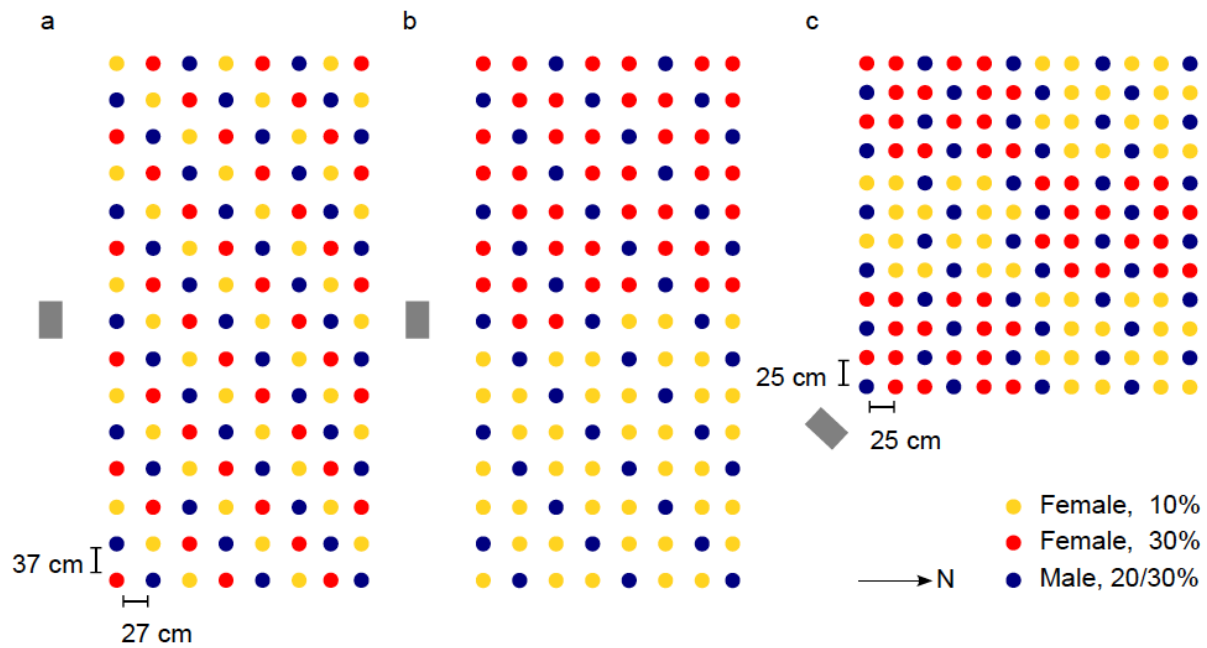 a
b
c
37 cm
27 cm
25 cm
25 cm
N
Female, 10%
Female, 30%
Male, 20/30%